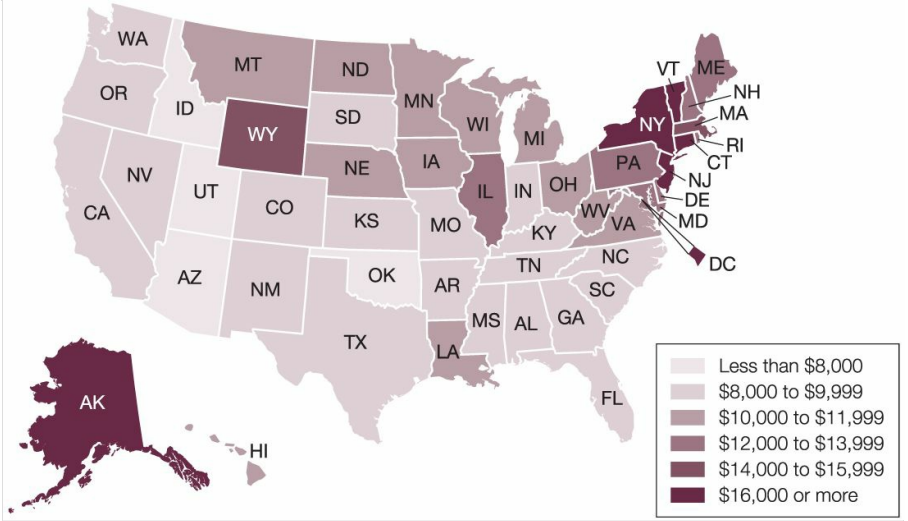 WA
MT
ND
VT
ME
OR
ID
MN
NH
MA
WY
SD
WI
MI
NY
RI
CT
NV
NE
IA
PA
NJ
UT
IL
IN
OH
DE
CA
CO
KS
MO
WV
VA
MD
KY
DC
AZ
NM
OK
TN
NC
AR
SC
TX
LA
MS
AL
GA
FL
AK
HI
Less than $8,000
$8,000 to $9,999
$10,000 to $11,999
$12,000 to $13,999
$14,000 to $15,999
$16,000 or more